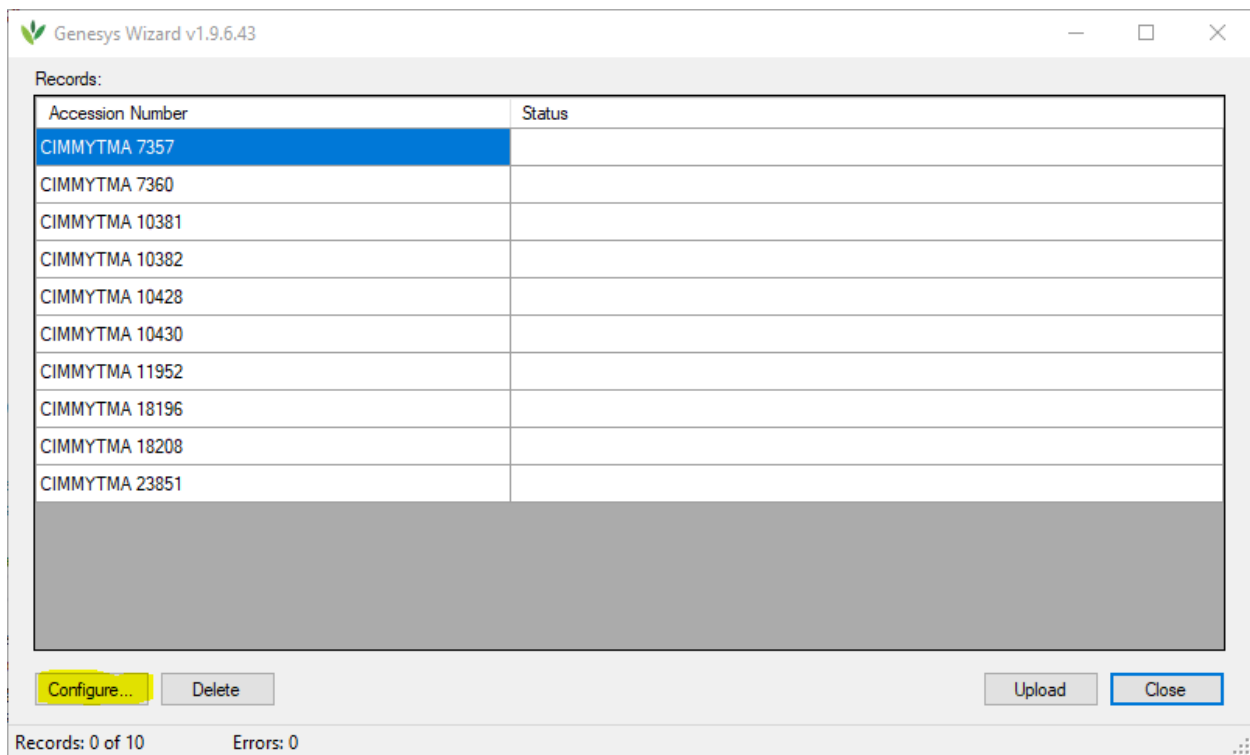 Genesys Wizard v1.9.6.43
Records:
Accession Number Status
CIMMYTMA 7357
CIMMYTMA 7360
CIMMYTMA 10381
CIMMYTMA 10382
CIMMYTMA 10428
CIMMYTMA 10430
CIMMYTMA 11952
CIMMYTMA 18196
CIMMYTMA 18208
CIMMYTMA 23851
Configure... Delete Upload Close
Records: 0 of 10 Errors: 0